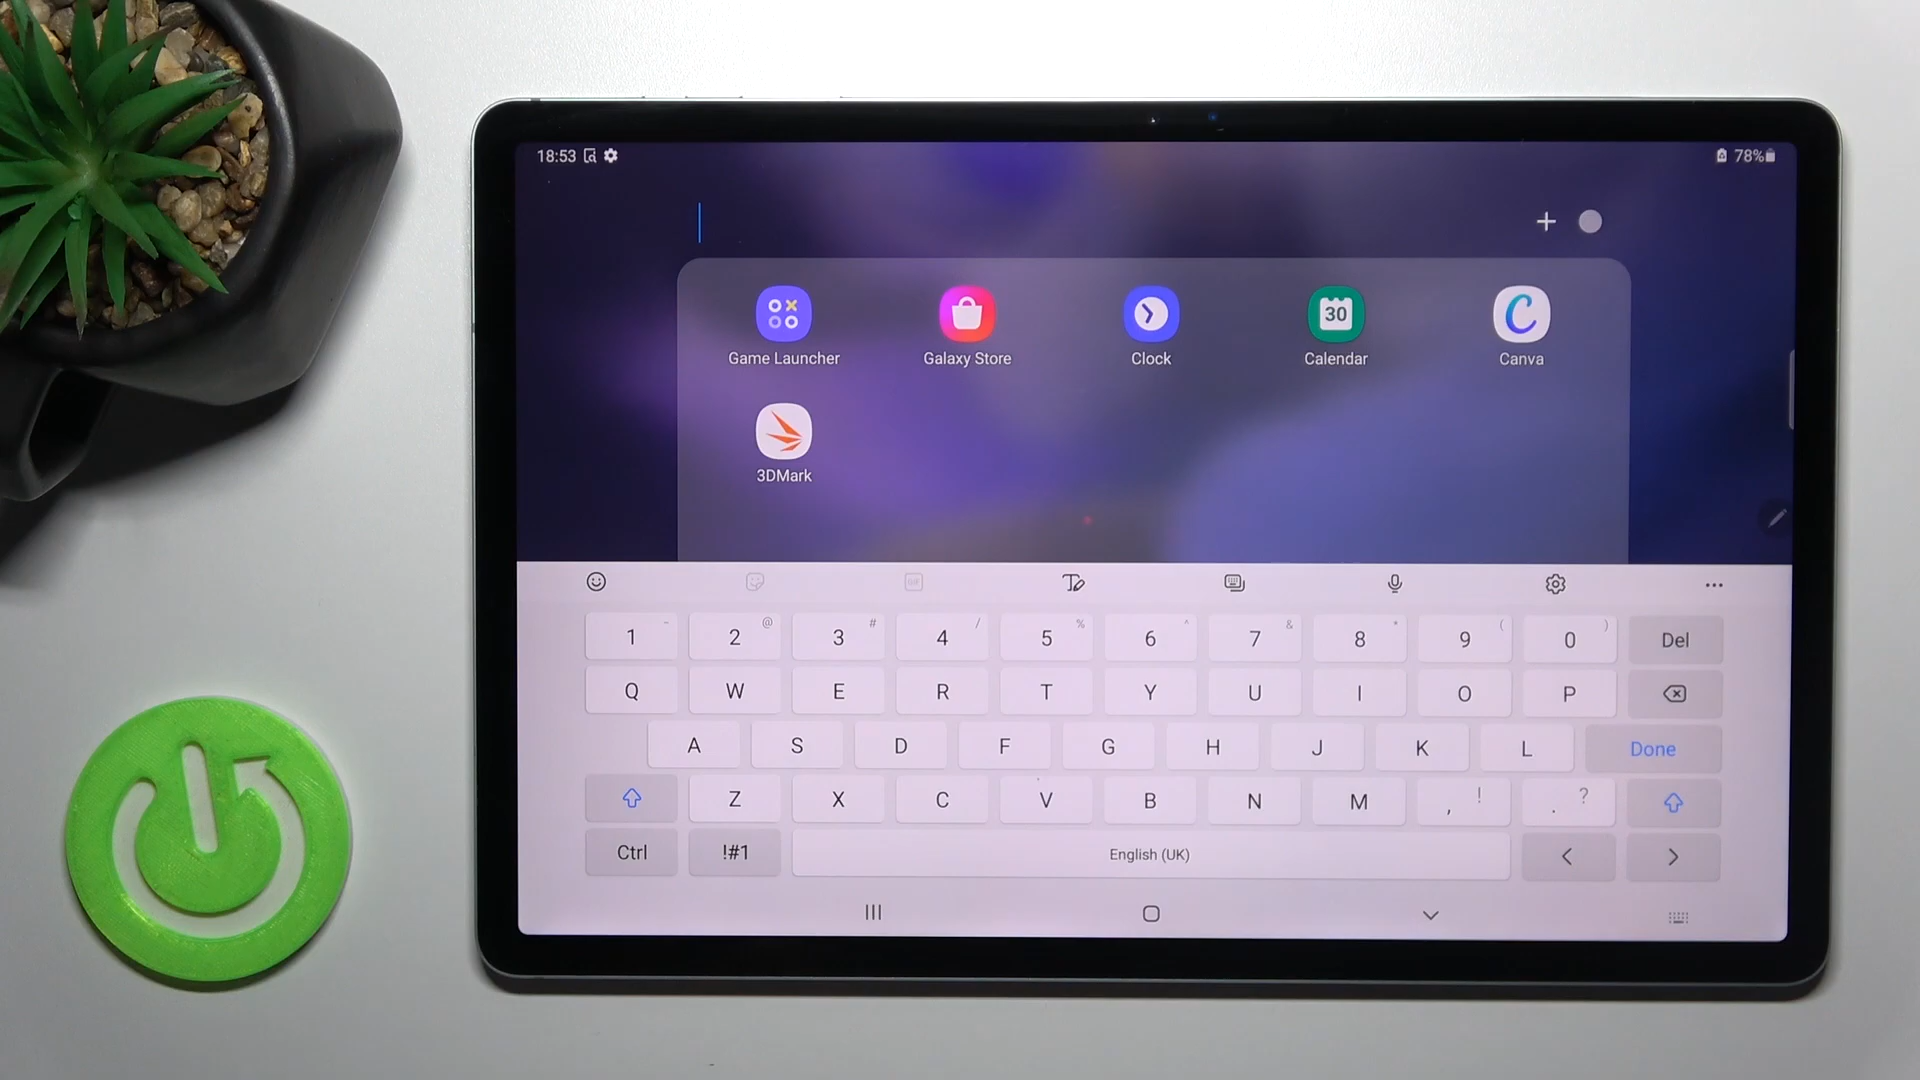 18:53 78%
Game Launcher Galaxy Store Clock 30 Calendar Canva
3DMark
1 - 2 @ 3 # 4 / 5 % 6 ^ 7 & 8 * 9 ( 0 ) Del
Q W E R T Y U I O P
A S D F G H J K L Done
Z X C V B N M , ! . ?
Ctrl !#1 English (UK) < >